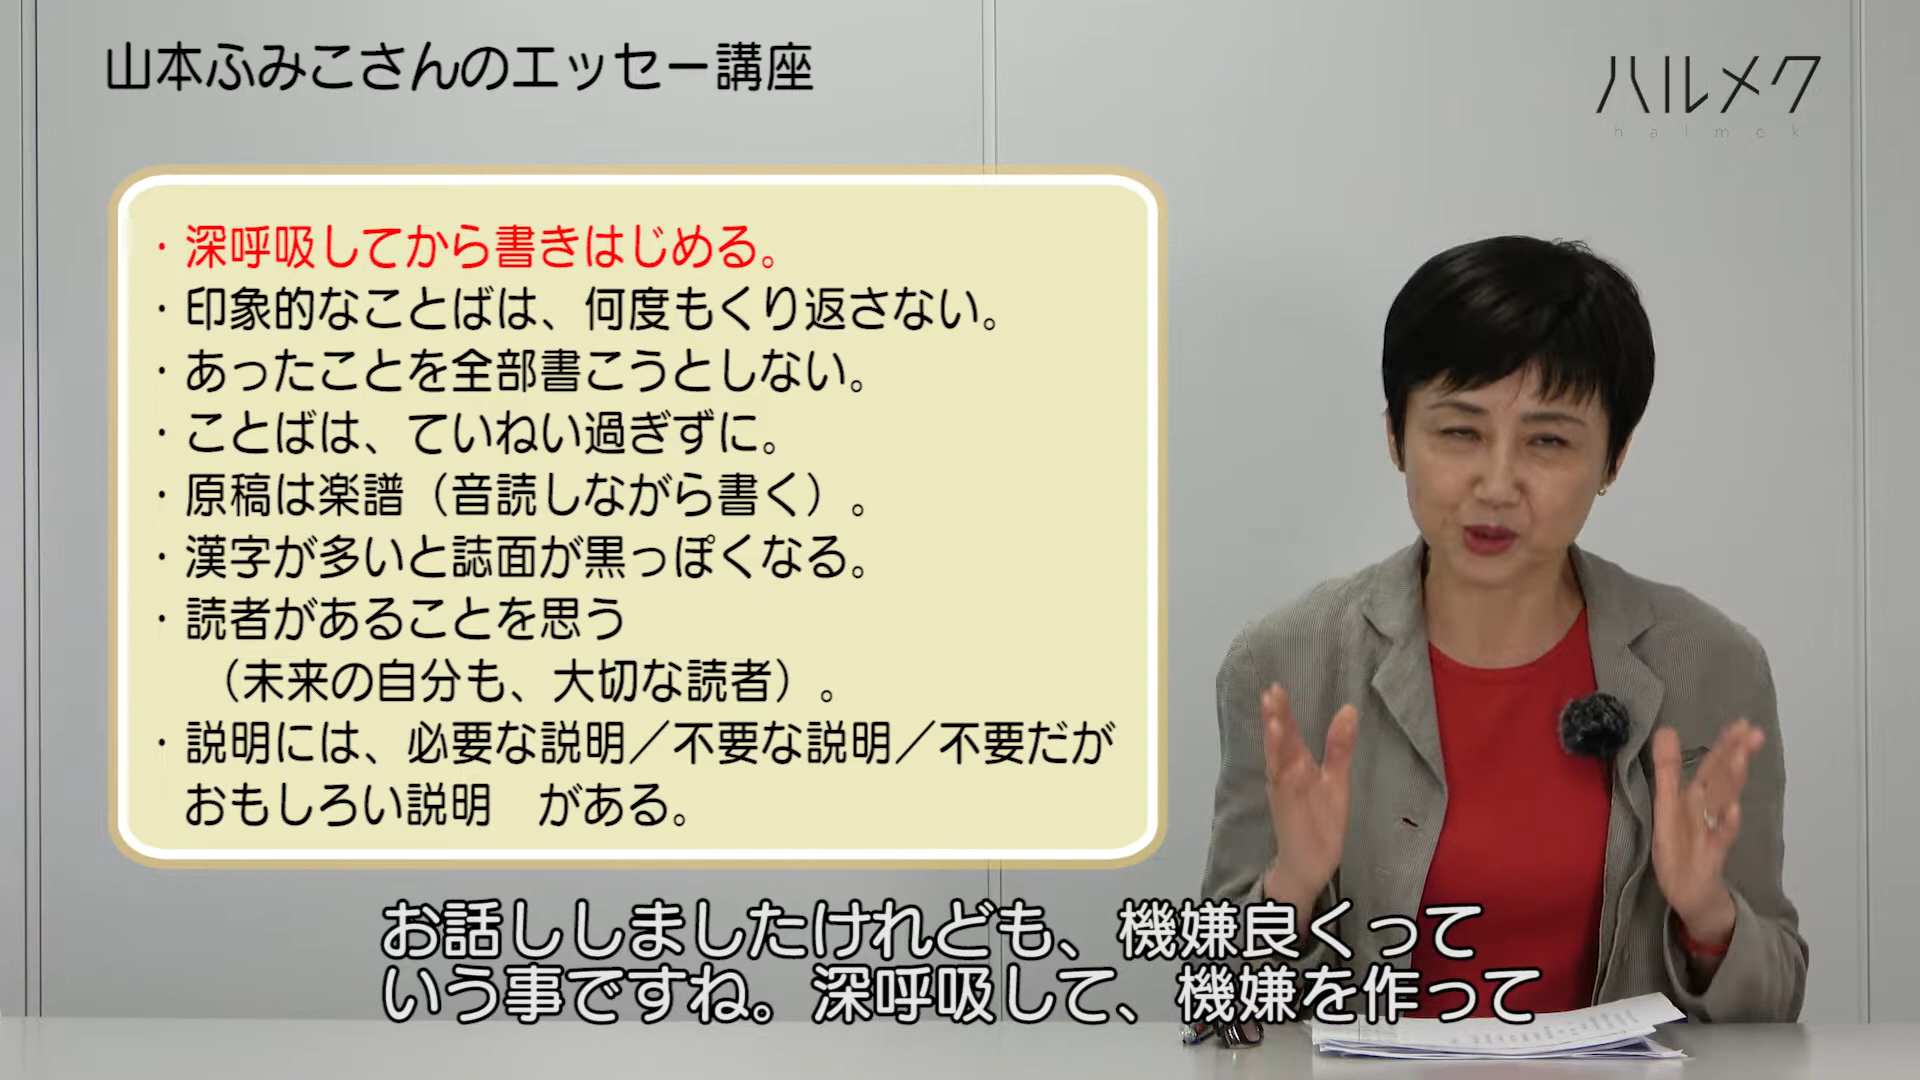 山本ふみこさんのエッセー講座
ハルメク
halmek
・深呼吸してから書きはじめる。
・印象的なことばは、何度もくり返さない。
・あったことを全部書こうとしない。
・ことばは、ていねい過ぎずに。
・原稿は楽譜（音読しながら書く）。
・漢字が多いと誌面が黒っぽくなる。
・読者があることを思う
（未来の自分も、大切な読者）。
・説明には、必要な説明／不要な説明／不要だが
おもしろい説明　がある。
お話ししましたけれども、機嫌良くって
いう事ですね。深呼吸して、機嫌を作って